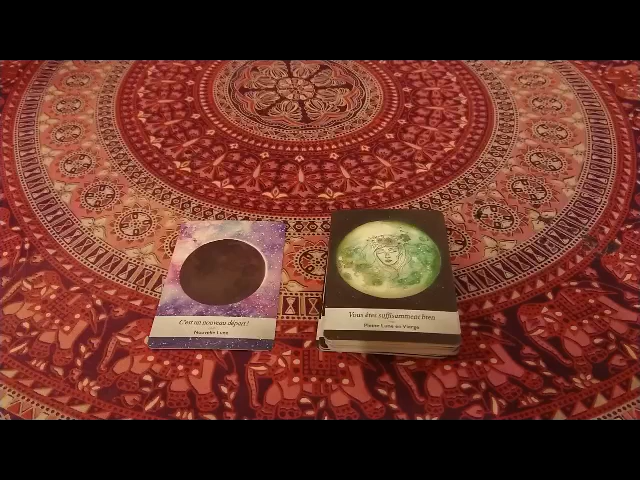 C'est un nouveau départ !
Nouvelle Lune
Vous êtes suffisamment bien
Pleine Lune en Vierge